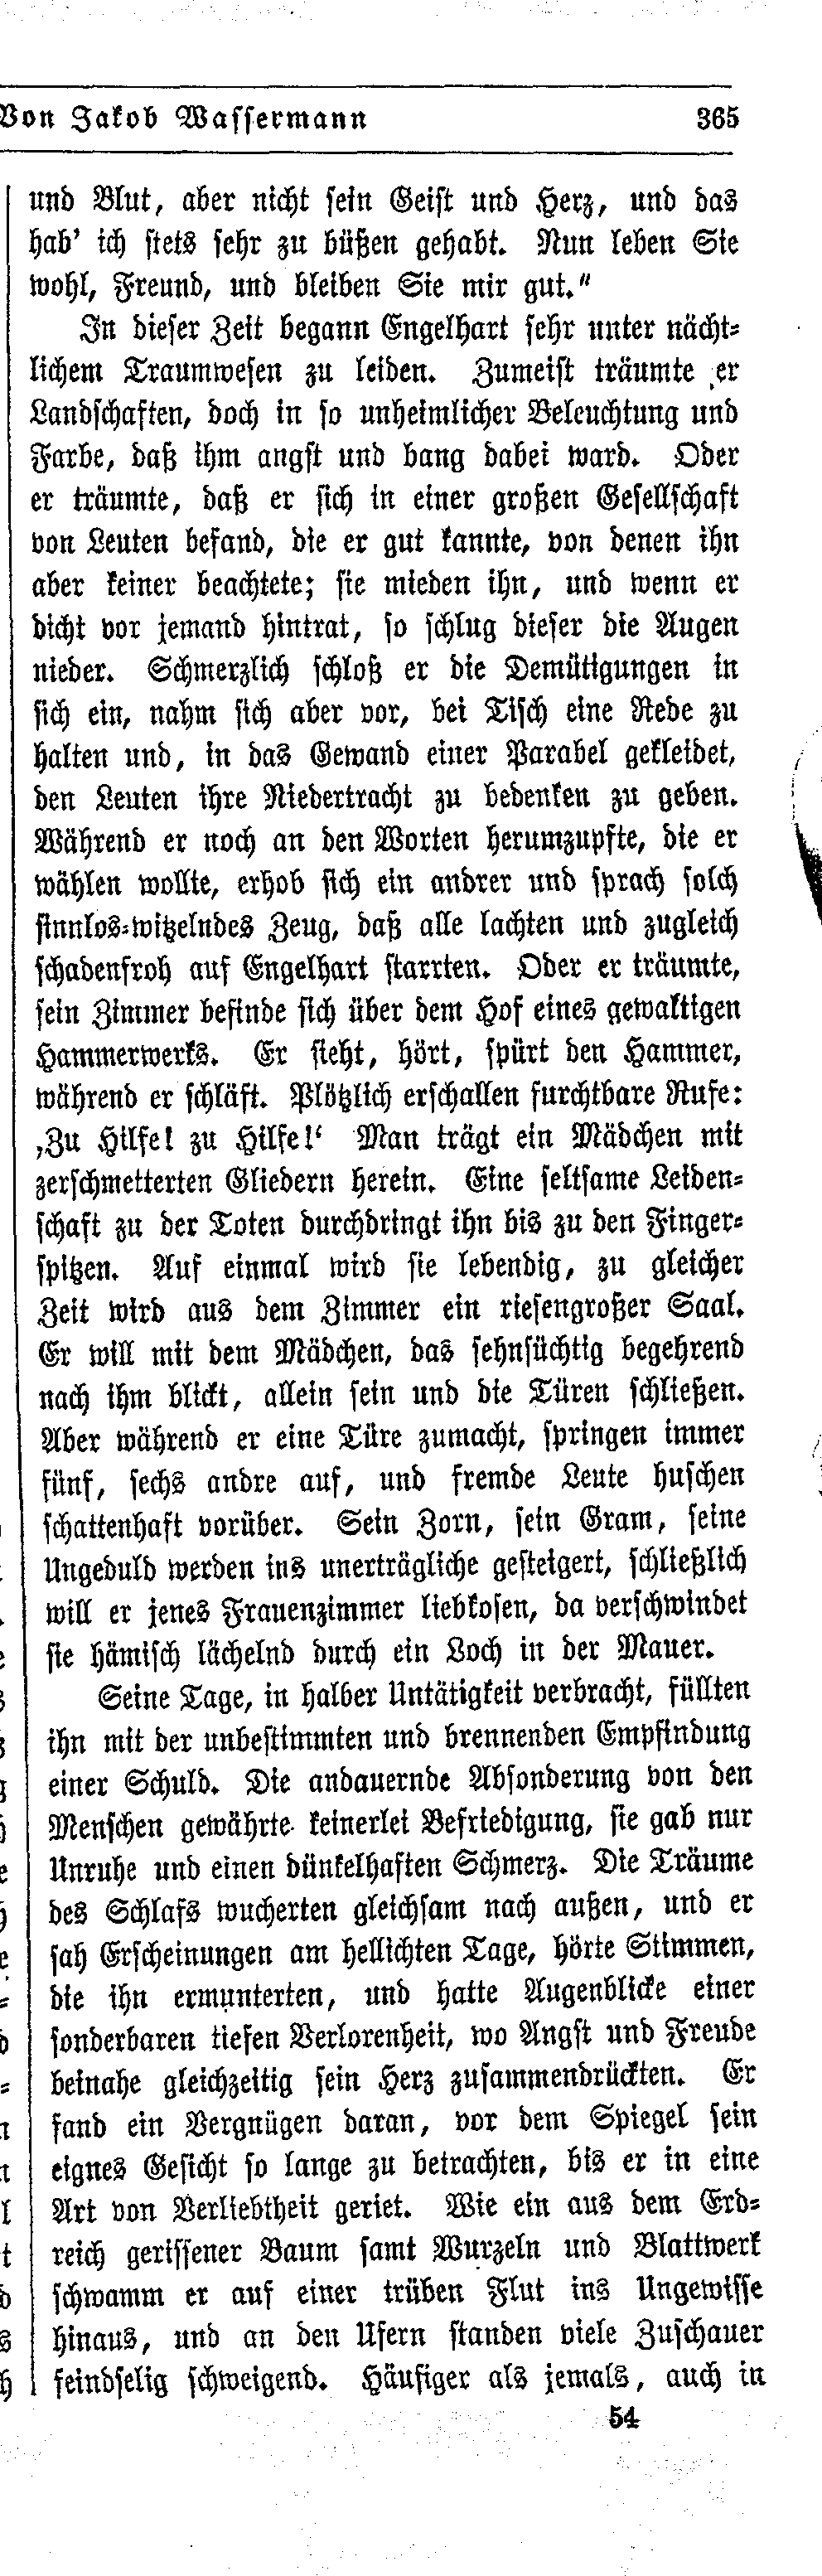 Von Jakob Wassermann 365
und Blut, aber nicht sein Geist und Herz, und das
hab' ich stets sehr zu büßen gehabt. Nun leben Sie
wohl, Freund, und bleiben Sie mir gut.“
In dieser Zeit begann Engelhart sehr unter nächt-
lichem Traumwesen zu leiden. Zumeist träumte er
Landschaften, doch in so unheimlicher Beleuchtung und
Farbe, daß ihm angst und bang dabei ward. Oder
er träumte, daß er sich in einer großen Gesellschaft
von Leuten befand, die er gut kannte, von denen ihn
aber keiner beachtete; sie mieden ihn, und wenn er
dicht vor jemand hintrat, so schlug dieser die Augen
nieder. Schmerzlich schloß er die Demütigungen in
sich ein, nahm sich aber vor, bei Tisch eine Rede zu
halten und, in das Gewand einer Parabel gekleidet,
den Leuten ihre Niedertracht zu bedenken zu geben.
Während er noch an den Worten herumzupfte, die er
wählen wollte, erhob sich ein andrer und sprach solch
sinnlos-witzelndes Zeug, daß alle lachten und zugleich
schadenfroh auf Engelhart starrten. Oder er träumte,
sein Zimmer befinde sich über dem Hof eines gewaltigen
Hammerwerks. Er sieht, hört, spürt den Hammer,
während er schläft. Plötzlich erschallen furchtbare Rufe:
‚Zu Hilfe! zu Hilfe!‘ Man trägt ein Mädchen mit
zerschmetterten Gliedern herein. Eine seltsame Leiden-
schaft zu der Toten durchdringt ihn bis zu den Finger-
spitzen. Auf einmal wird sie lebendig, zu gleicher
Zeit wird aus dem Zimmer ein riesengroßer Saal.
Er will mit dem Mädchen, das sehnsüchtig begehrend
nach ihm blickt, allein sein und die Türen schließen.
Aber während er eine Türe zumacht, springen immer
fünf, sechs andre auf, und fremde Leute huschen
schattenhaft vorüber. Sein Zorn, sein Gram, seine
Ungeduld werden ins unerträgliche gesteigert, schließlich
will er jenes Frauenzimmer liebkosen, da verschwindet
sie hämisch lächelnd durch ein Loch in der Mauer.
Seine Tage, in halber Untätigkeit verbracht, füllten
ihn mit der unbestimmten und brennenden Empfindung
einer Schuld. Die andauernde Absonderung von den
Menschen gewährte keinerlei Befriedigung, sie gab nur
Unruhe und einen dünkelhaften Schmerz. Die Träume
des Schlafs wucherten gleichsam nach außen, und er
sah Erscheinungen am hellichten Tage, hörte Stimmen,
die ihn ermunterten, und hatte Augenblicke einer
sonderbaren tiefen Verlorenheit, wo Angst und Freude
beinahe gleichzeitig sein Herz zusammendrückten. Er
fand ein Vergnügen daran, vor dem Spiegel sein
eignes Gesicht so lange zu betrachten, bis er in eine
Art von Verliebtheit geriet. Wie ein aus dem Erd-
reich gerissener Baum samt Wurzeln und Blattwerk
schwamm er auf einer trüben Flut ins Ungewisse
hinaus, und an den Ufern standen viele Zuschauer
feindselig schweigend. Häufiger als jemals, auch in
54